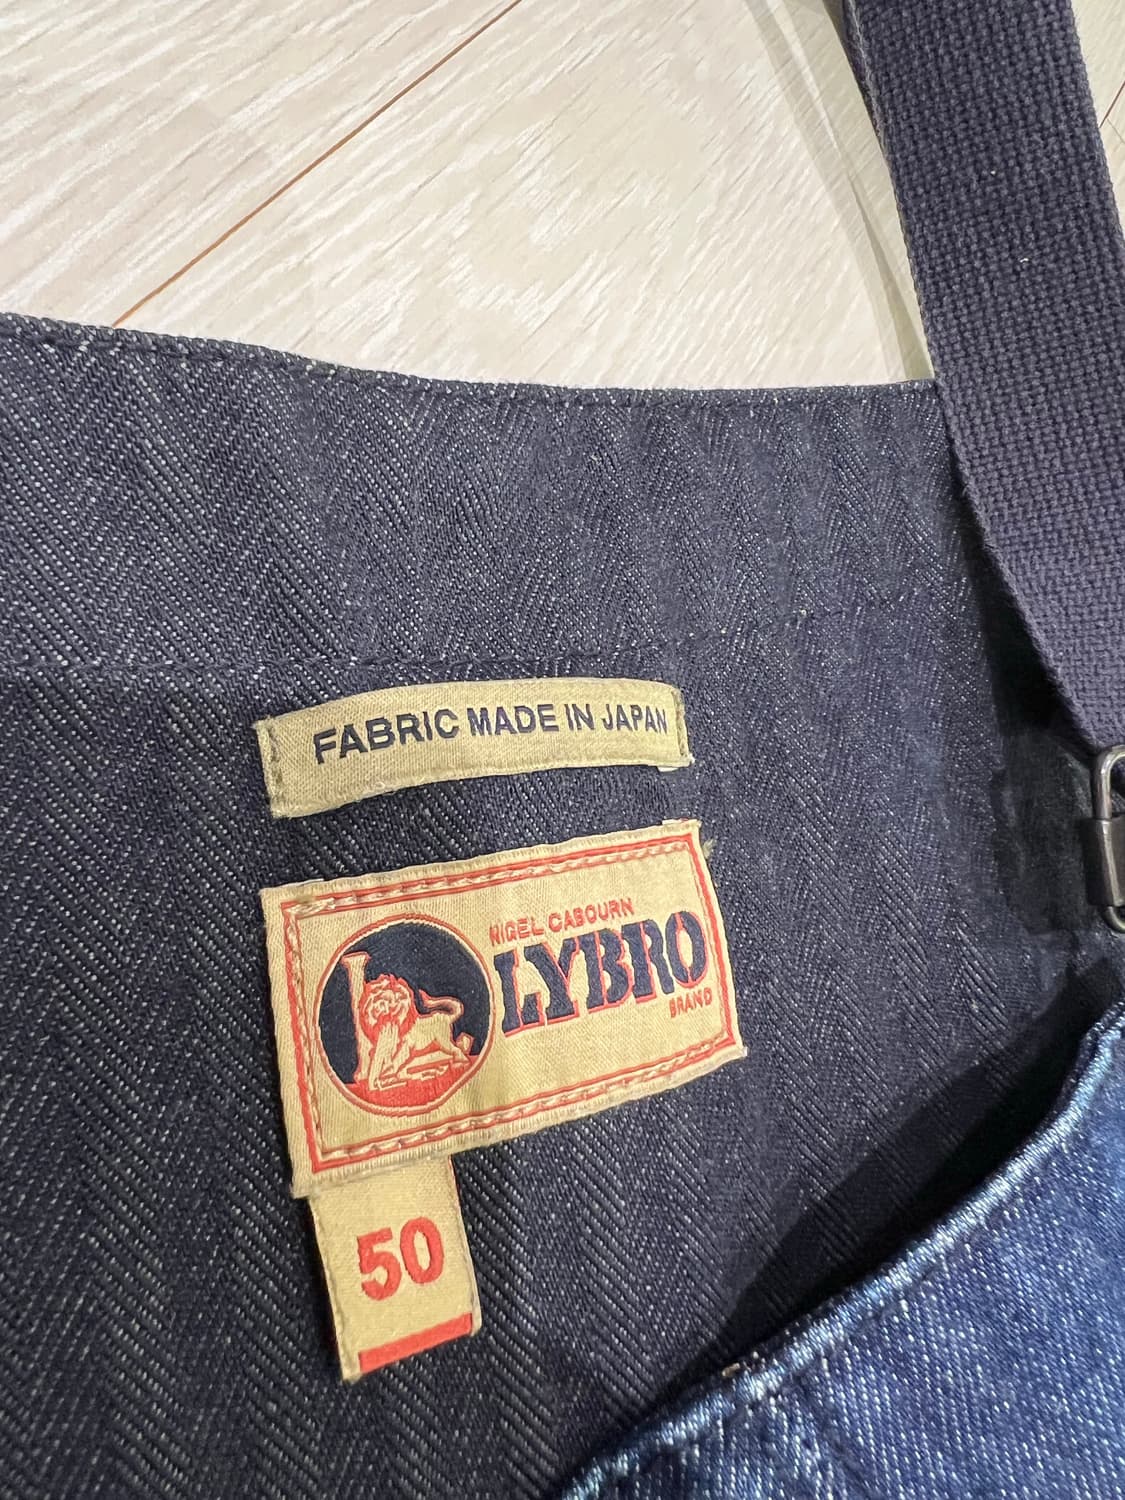 FABRIC MADE IN JAPAN
NIGEL CABOURN
LYBRO
BRAND
50